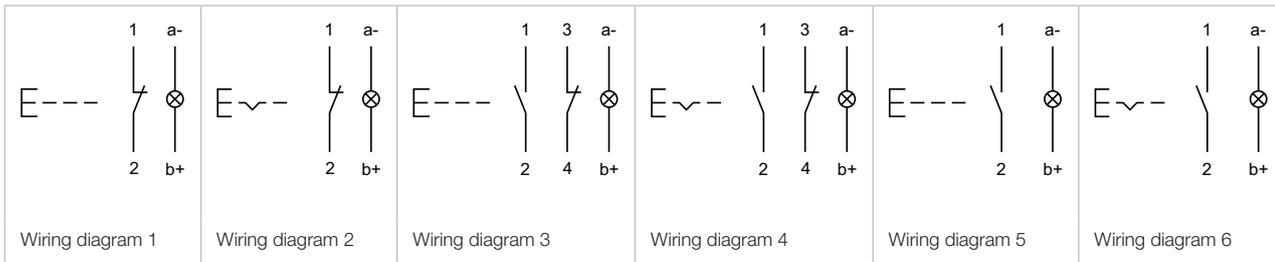 1 a-
2 b+
Wiring diagram 1
1 a-
2 b+
Wiring diagram 2
1 3 a-
2 4 b+
Wiring diagram 3
1 3 a-
2 4 b+
Wiring diagram 4
1 a-
2 b+
Wiring diagram 5
1 a-
2 b+
Wiring diagram 6